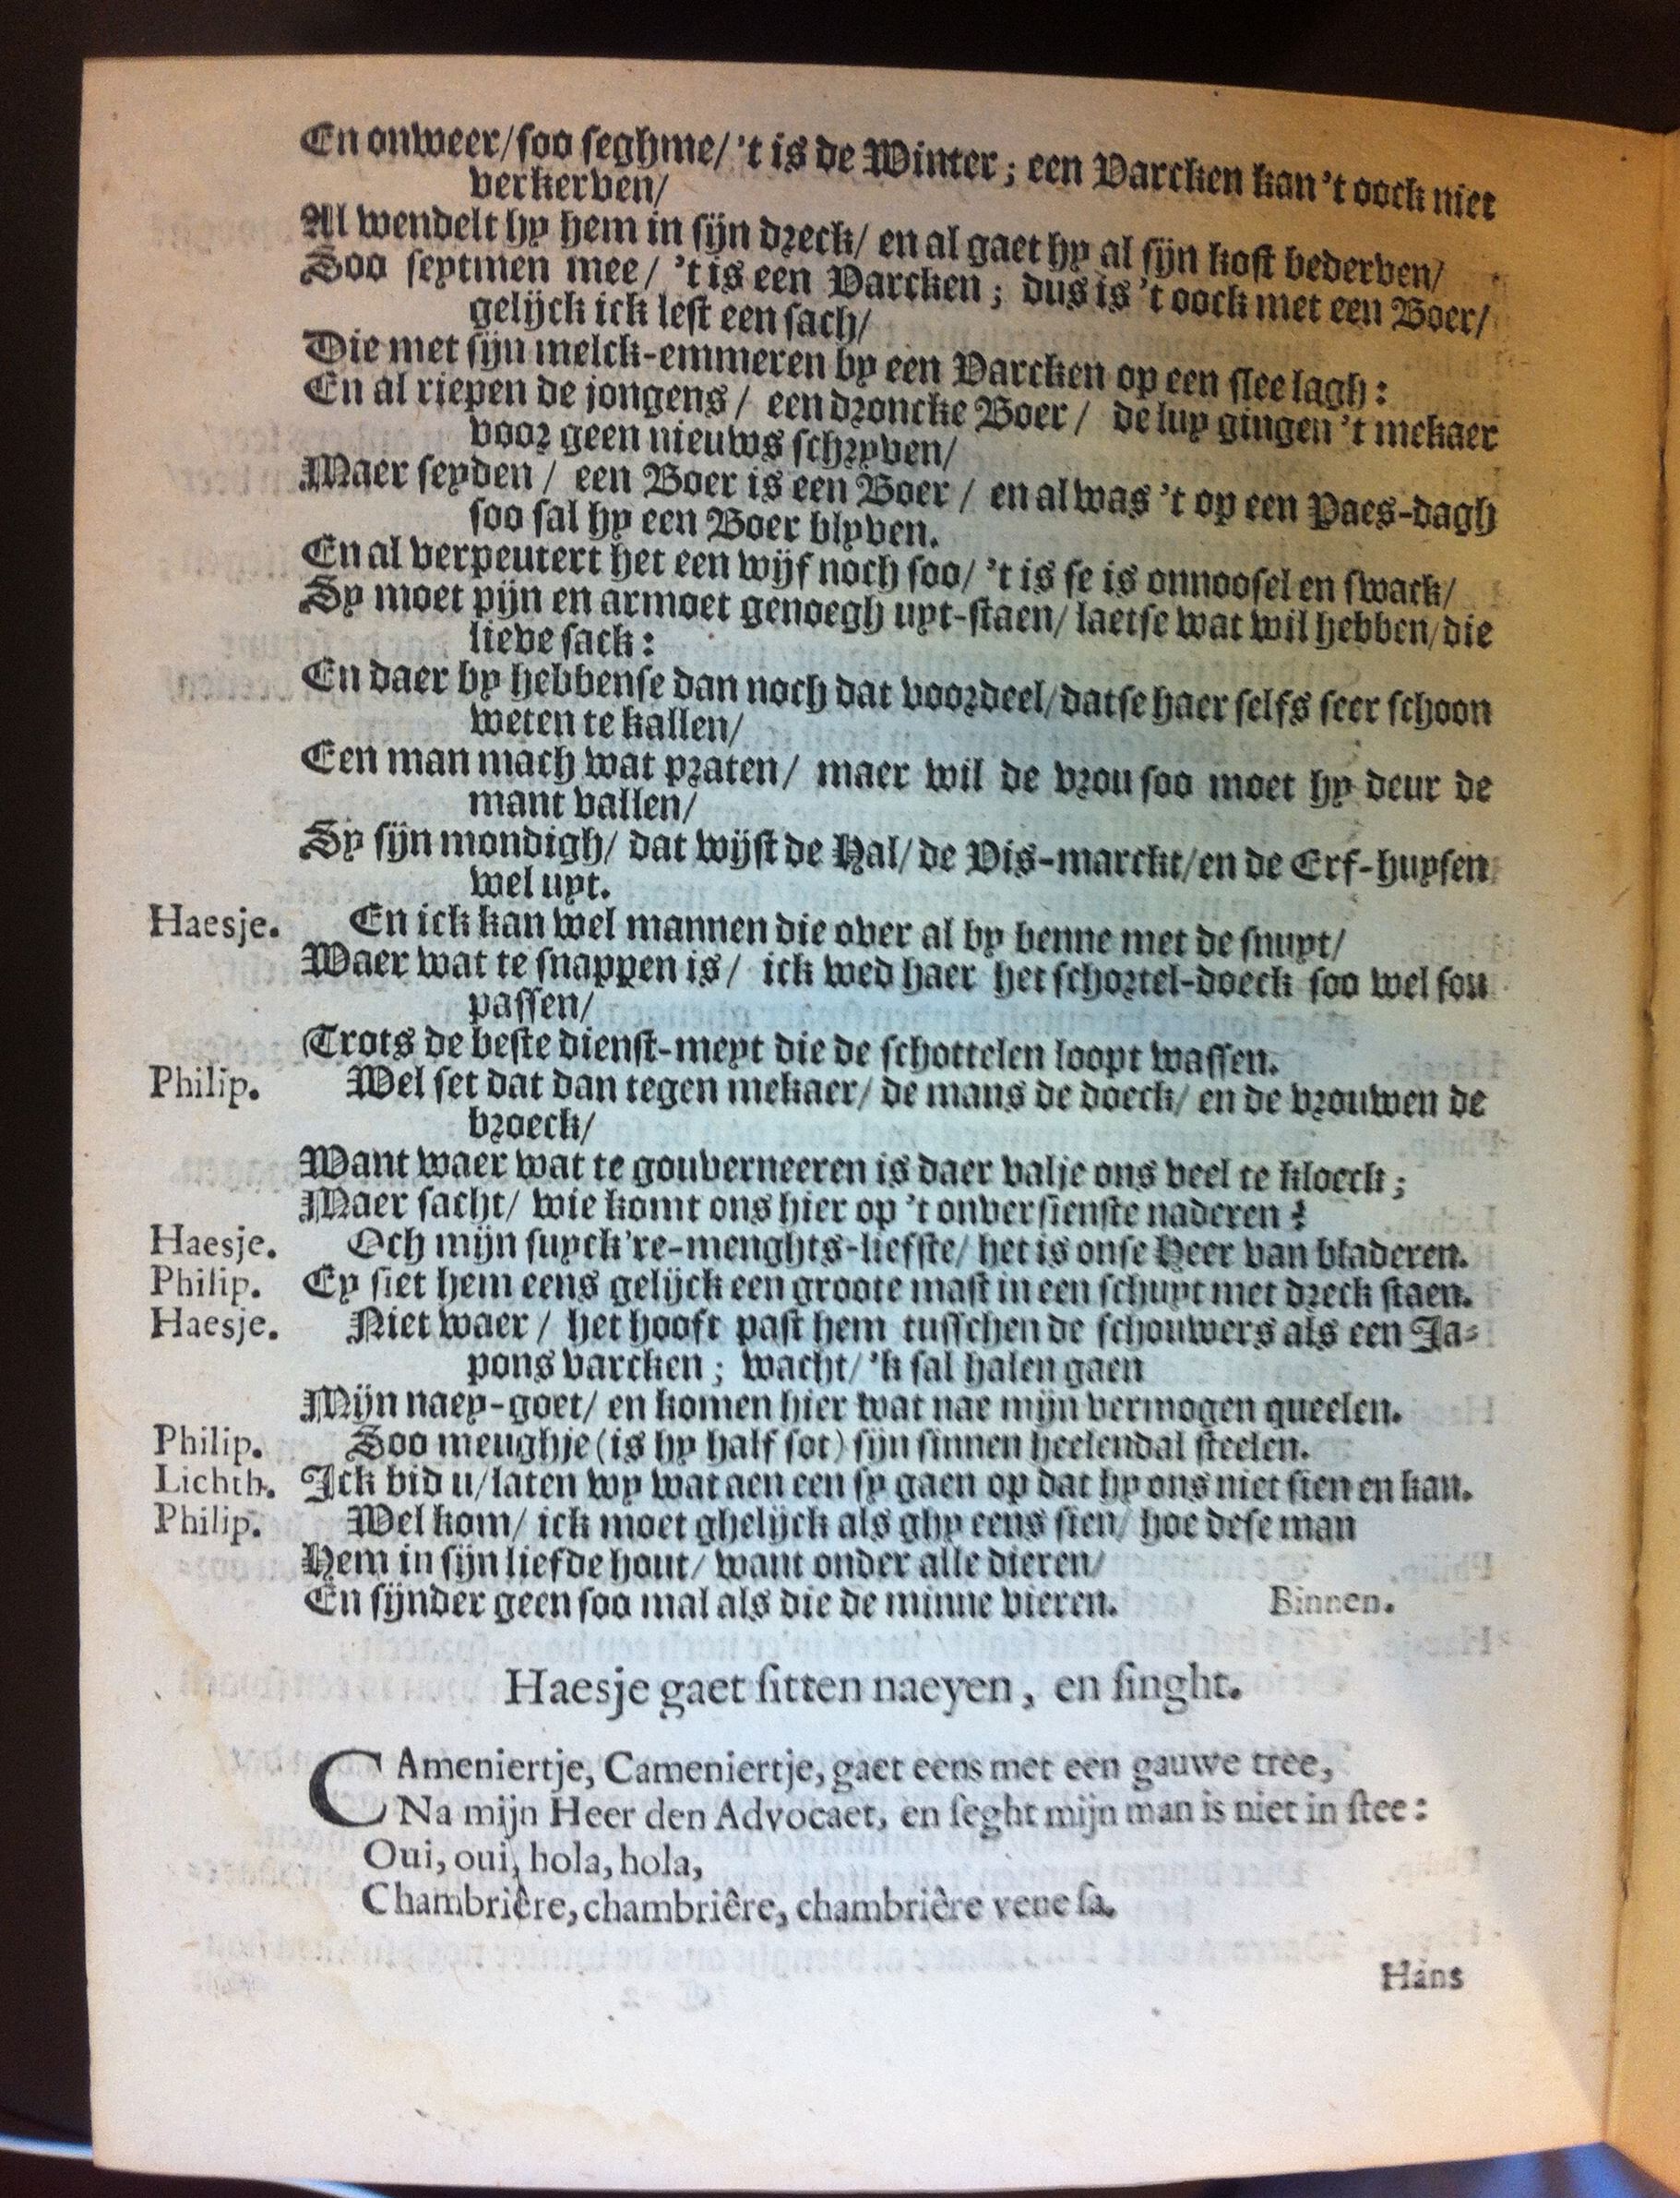 En onweer/ soo seghme/ 't is de Winter; een Varcken kan 't oock niet
verkerven/
Al wendelt hy hem in sijn dreck/ en al gaet hy al sijn kost bederven/
Soo seytmen mee/ 't is een Varcken; dus is 't oock met een Boer/
gelijck ick lest een sach/
Die met sijn melck-emmeren by een Varcken op een slee lagh:
En al riepen de jongens/ een droncke Boer/ de luy gingen 't mekaer
voor geen nieuws schryven/
Maer seyden/ een Boer is een Boer/ en al was 't op een Paes-dagh
soo sal hy een Boer blyven.
En al verpeutert het een wijf noch soo/ 't is se is onnoosel en swack/
Sy moet pijn en armoet genoegh uyt-staen/ laetse wat wil hebben/ die
lieve sack:
En daer by hebbense dan noch dat voordeel/ datse haer selfs seer schoon
weten te kallen/
Een man mach wat praten/ maer wil de vrou soo moet hy deur de
mant vallen/
Sy sijn mondigh/ dat wijst de Hal/ de Vis-marckt/ en de Erf-huysen
wel uyt.
Haesje. En ick kan wel mannen die over al by benne met de snuyt/
Waer wat te snappen is/ ick wed haer het schortel-doeck soo wel sou
passen/
Trots de beste dienst-meyt die de schottelen loopt wassen.
Philip. Wel set dat dan tegen mekaer/ de mans de doeck/ en de vrouwen de
broeck/
Want waer wat te gouverneeren is daer valje ons veel te kloeck;
Maer sacht/ wie komt ons hier op 't onversienste naderen?
Haesje. Och mijn suyck're-menghts-liefste/ het is onse Heer van bladeren.
Philip. Ey siet hem eens gelijck een groote mast in een schuyt met dreck staen.
Haesje. Niet waer/ het hooft past hem tusschen de schouwers als een Ja-
pons varcken; wacht/ 'k sal halen gaen
Mijn naey-goet/ en komen hier wat nae mijn vermogen queelen.
Philip. Soo meughje (is hy half sot) sijn sinnen heelendal steelen.
Lichth. Ick bid u/ laten wy wat aen een sy gaen op dat hy ons niet sien en kan.
Philip. Wel kom/ ick moet ghelijck als ghy eens sien/ hoe dese man
Hem in sijn liefde hout/ want onder alle dieren/
En sijnder geen soo mal als die de minne vieren. Binnen.
Haesje gaet sitten naeyen, en singht.
CAmeniertje, Cameniertje, gaet eens met een gauwe tree,
Na mijn Heer den Advocaet, en seght mijn man is niet in stee:
Oui, oui, hola, hola,
Chambriêre, chambriêre, chambriêre vene sa.
Hans